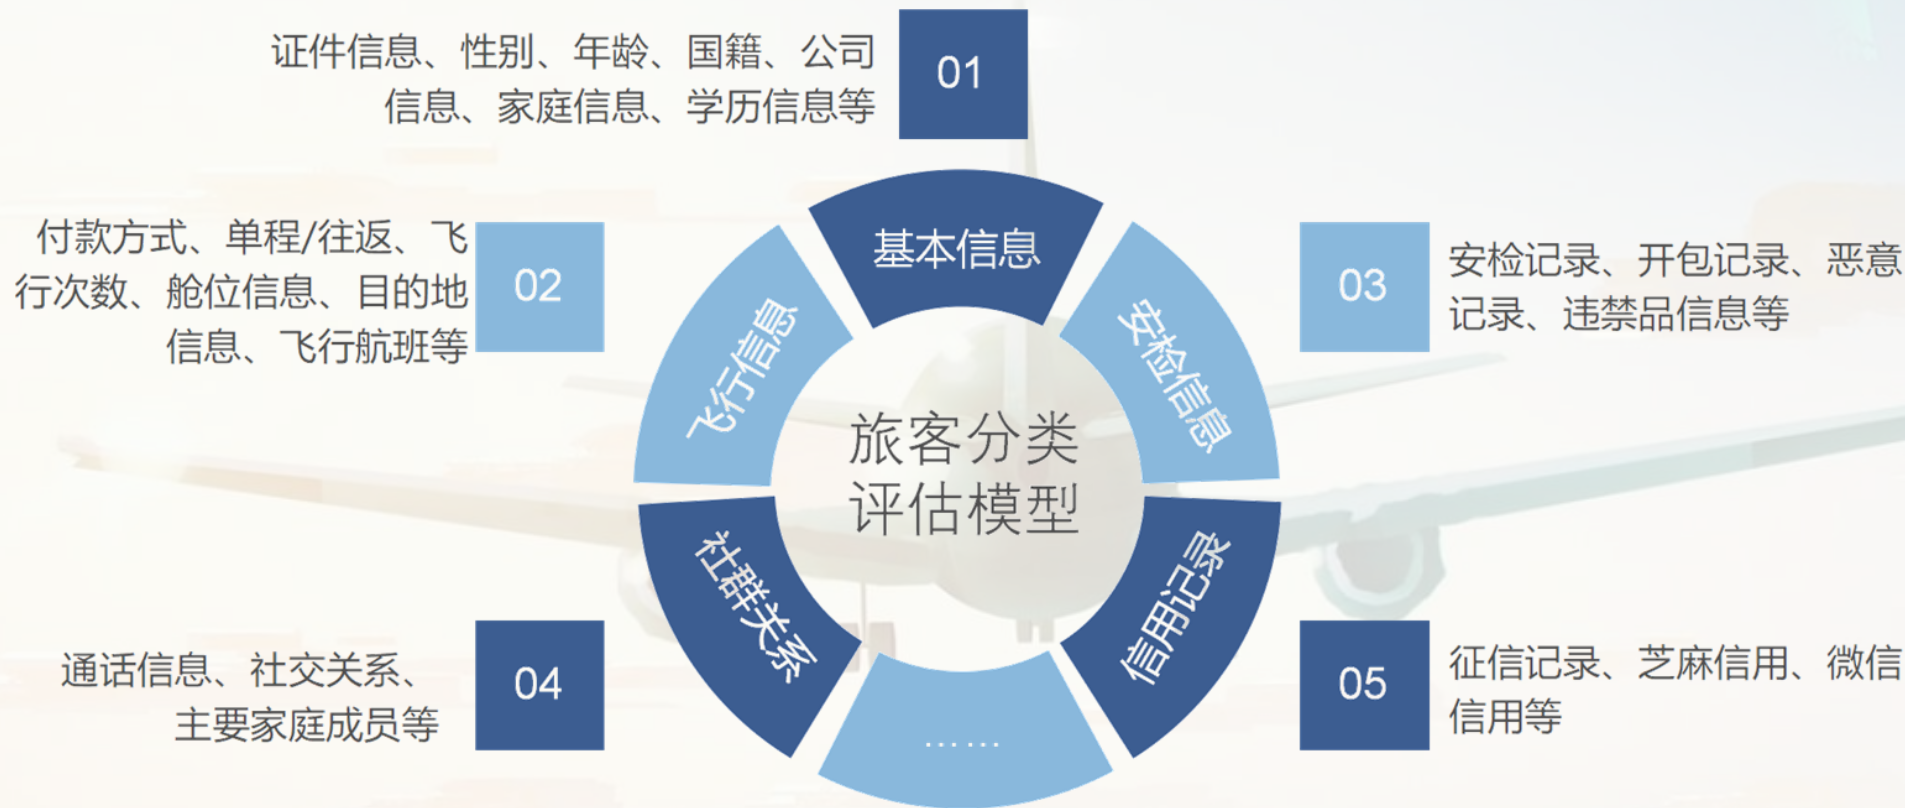 证件信息、性别、年龄、国籍、公司
信息、家庭信息、学历信息等
01
基本信息
付款方式、单程/往返、飞
行次数、舱位信息、目的地
信息、飞行航班等
02
飞行信息
03
安检记录、开包记录、恶意
记录、违禁品信息等
安检信息
旅客分类
评估模型
通话信息、社交关系、
主要家庭成员等
04
社群关系
05
征信记录、芝麻信用、微信
信用等
信用记录
……